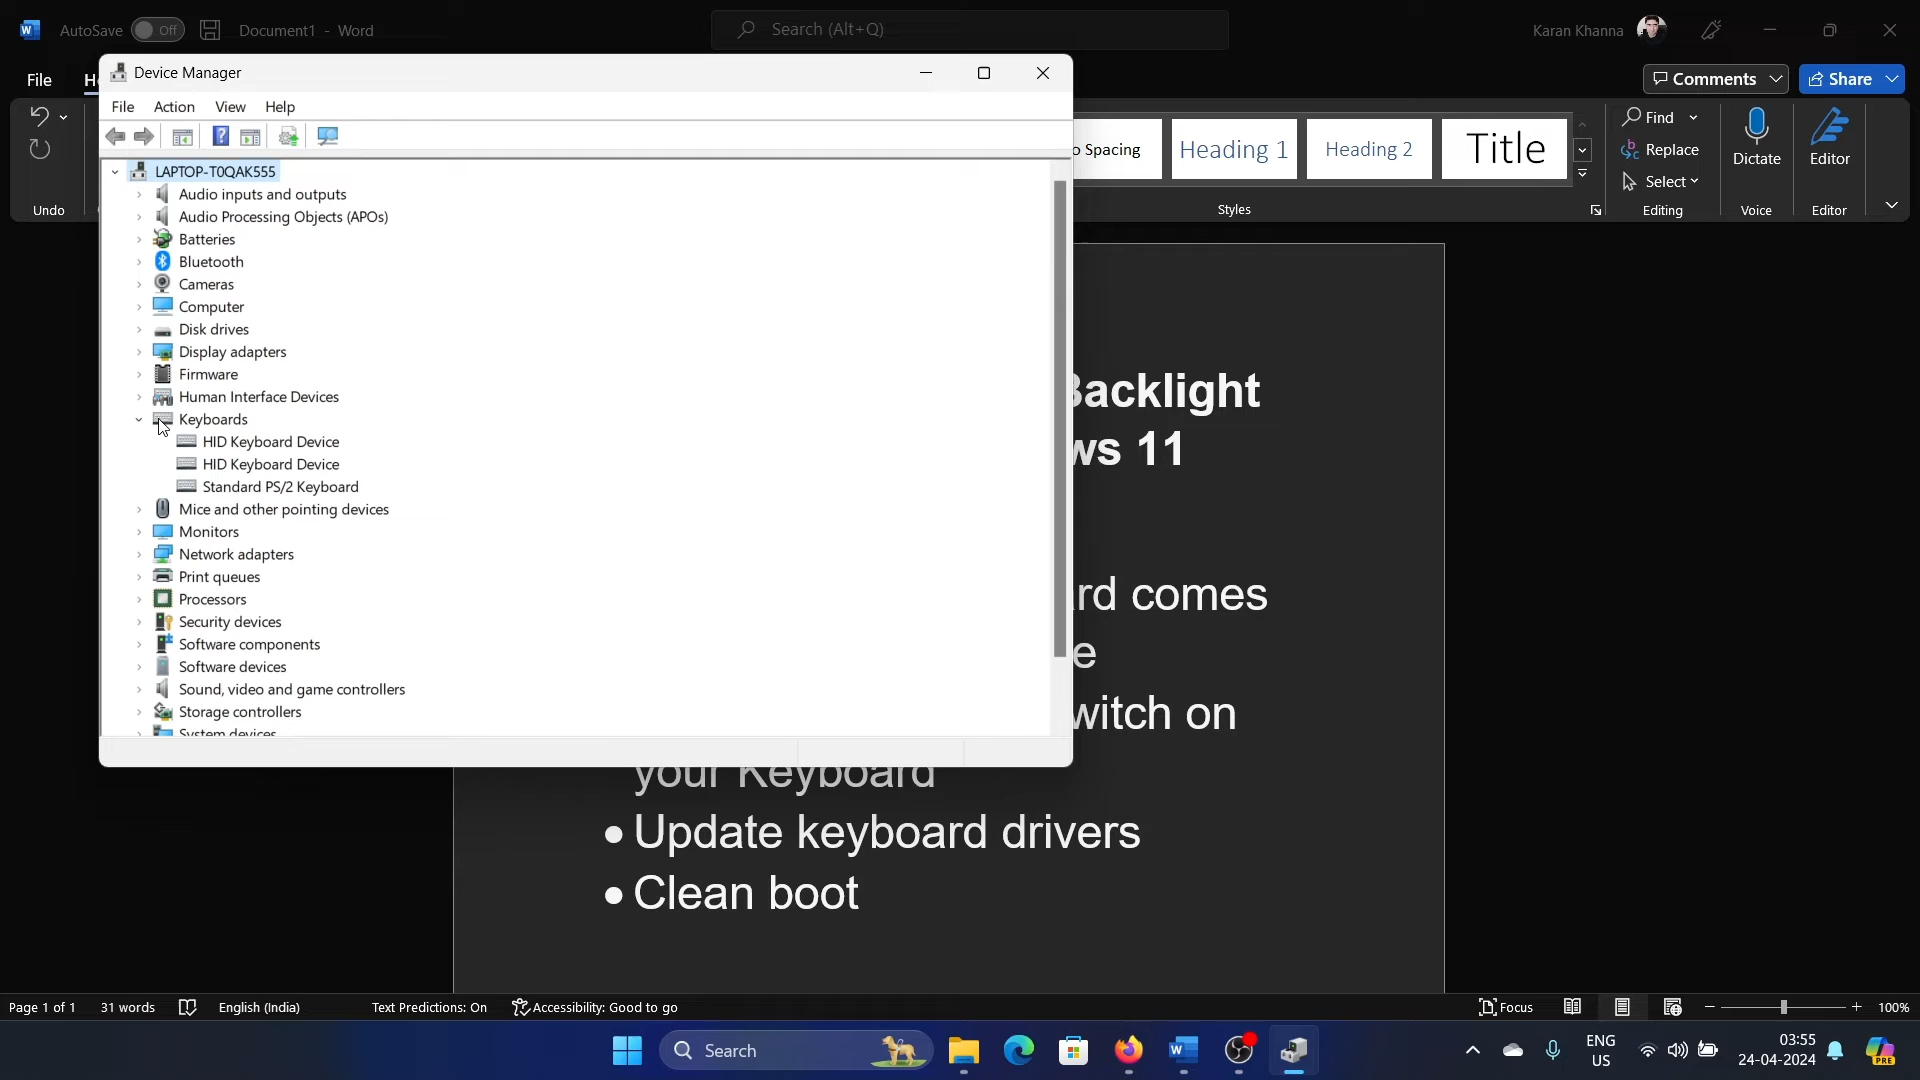 AutoSave Off Document1 - Word Search (Alt+Q) Karan Khanna
File Comments Share
Device Manager
File Action View Help
LAPTOP-T0QAK555
Audio inputs and outputs
Audio Processing Objects (APOs)
Batteries
Bluetooth
Cameras
Computer
Disk drives
Display adapters
Firmware
Human Interface Devices
Keyboards
HID Keyboard Device
HID Keyboard Device
Standard PS/2 Keyboard
Mice and other pointing devices
Monitors
Network adapters
Print queues
Processors
Security devices
Software components
Software devices
Sound, video and game controllers
Storage controllers
System devices
Undo
Spacing Heading 1 Heading 2 Title
Styles
Find
Replace
Select
Editing
Dictate
Voice
Editor
Editor
Backlight
ws 11
rd comes
e
witch on
your Keyboard
• Update keyboard drivers
• Clean boot
Page 1 of 1 31 words English (India) Text Predictions: On Accessibility: Good to go Focus 100%
Search
ENG
US
03:55
24-04-2024
PRE